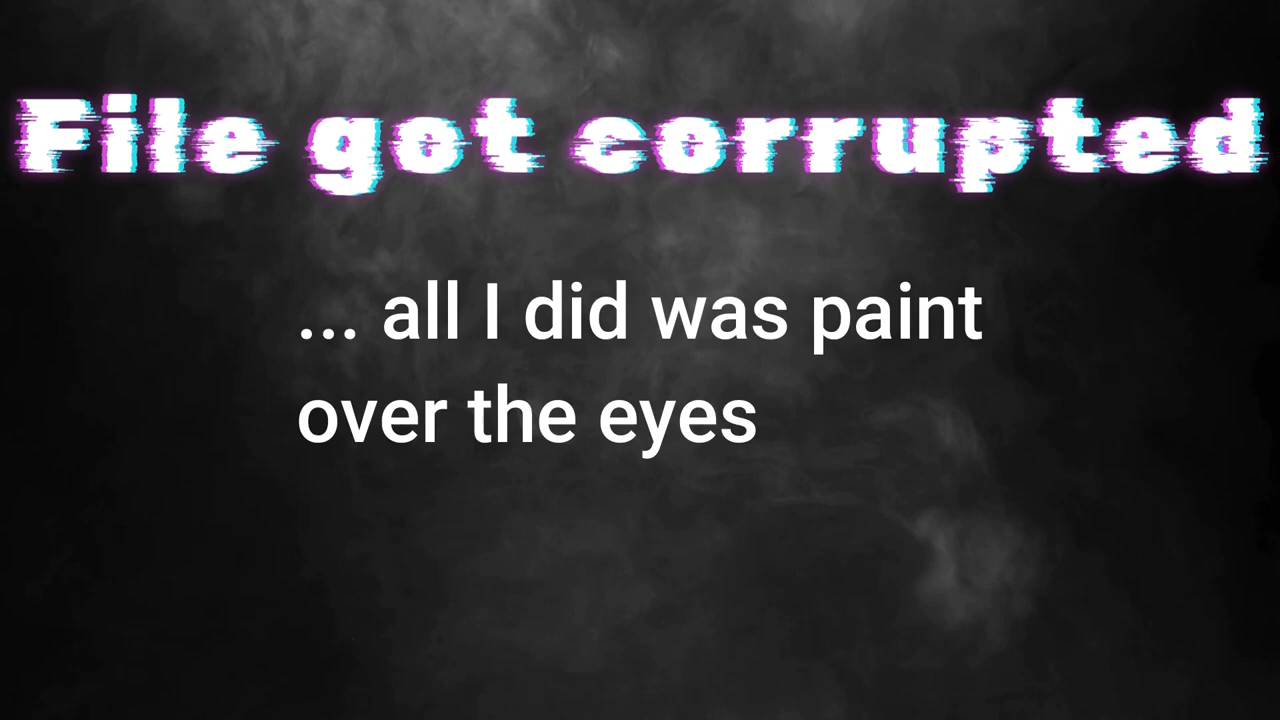 File got corrupted
... all I did was paint
over the eyes